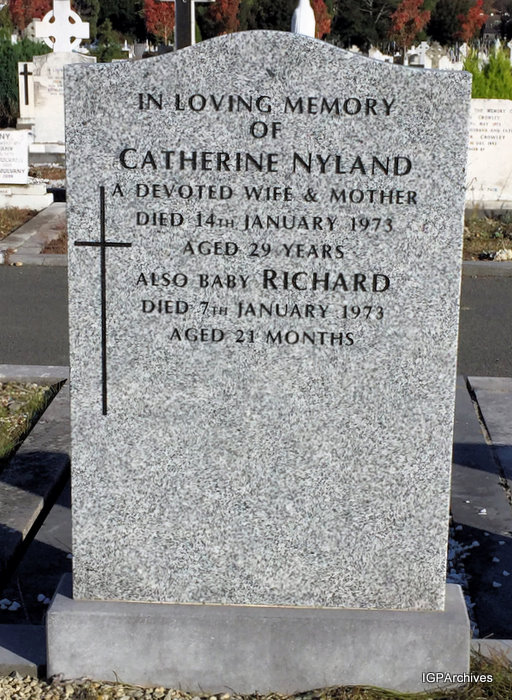 IN LOVING MEMORY
OF
CATHERINE NYLAND
A DEVOTED WIFE & MOTHER
DIED 14TH JANUARY 1973
AGED 29 YEARS
ALSO BABY RICHARD
DIED 7TH JANUARY 1973
AGED 21 MONTHS
IGPArchives